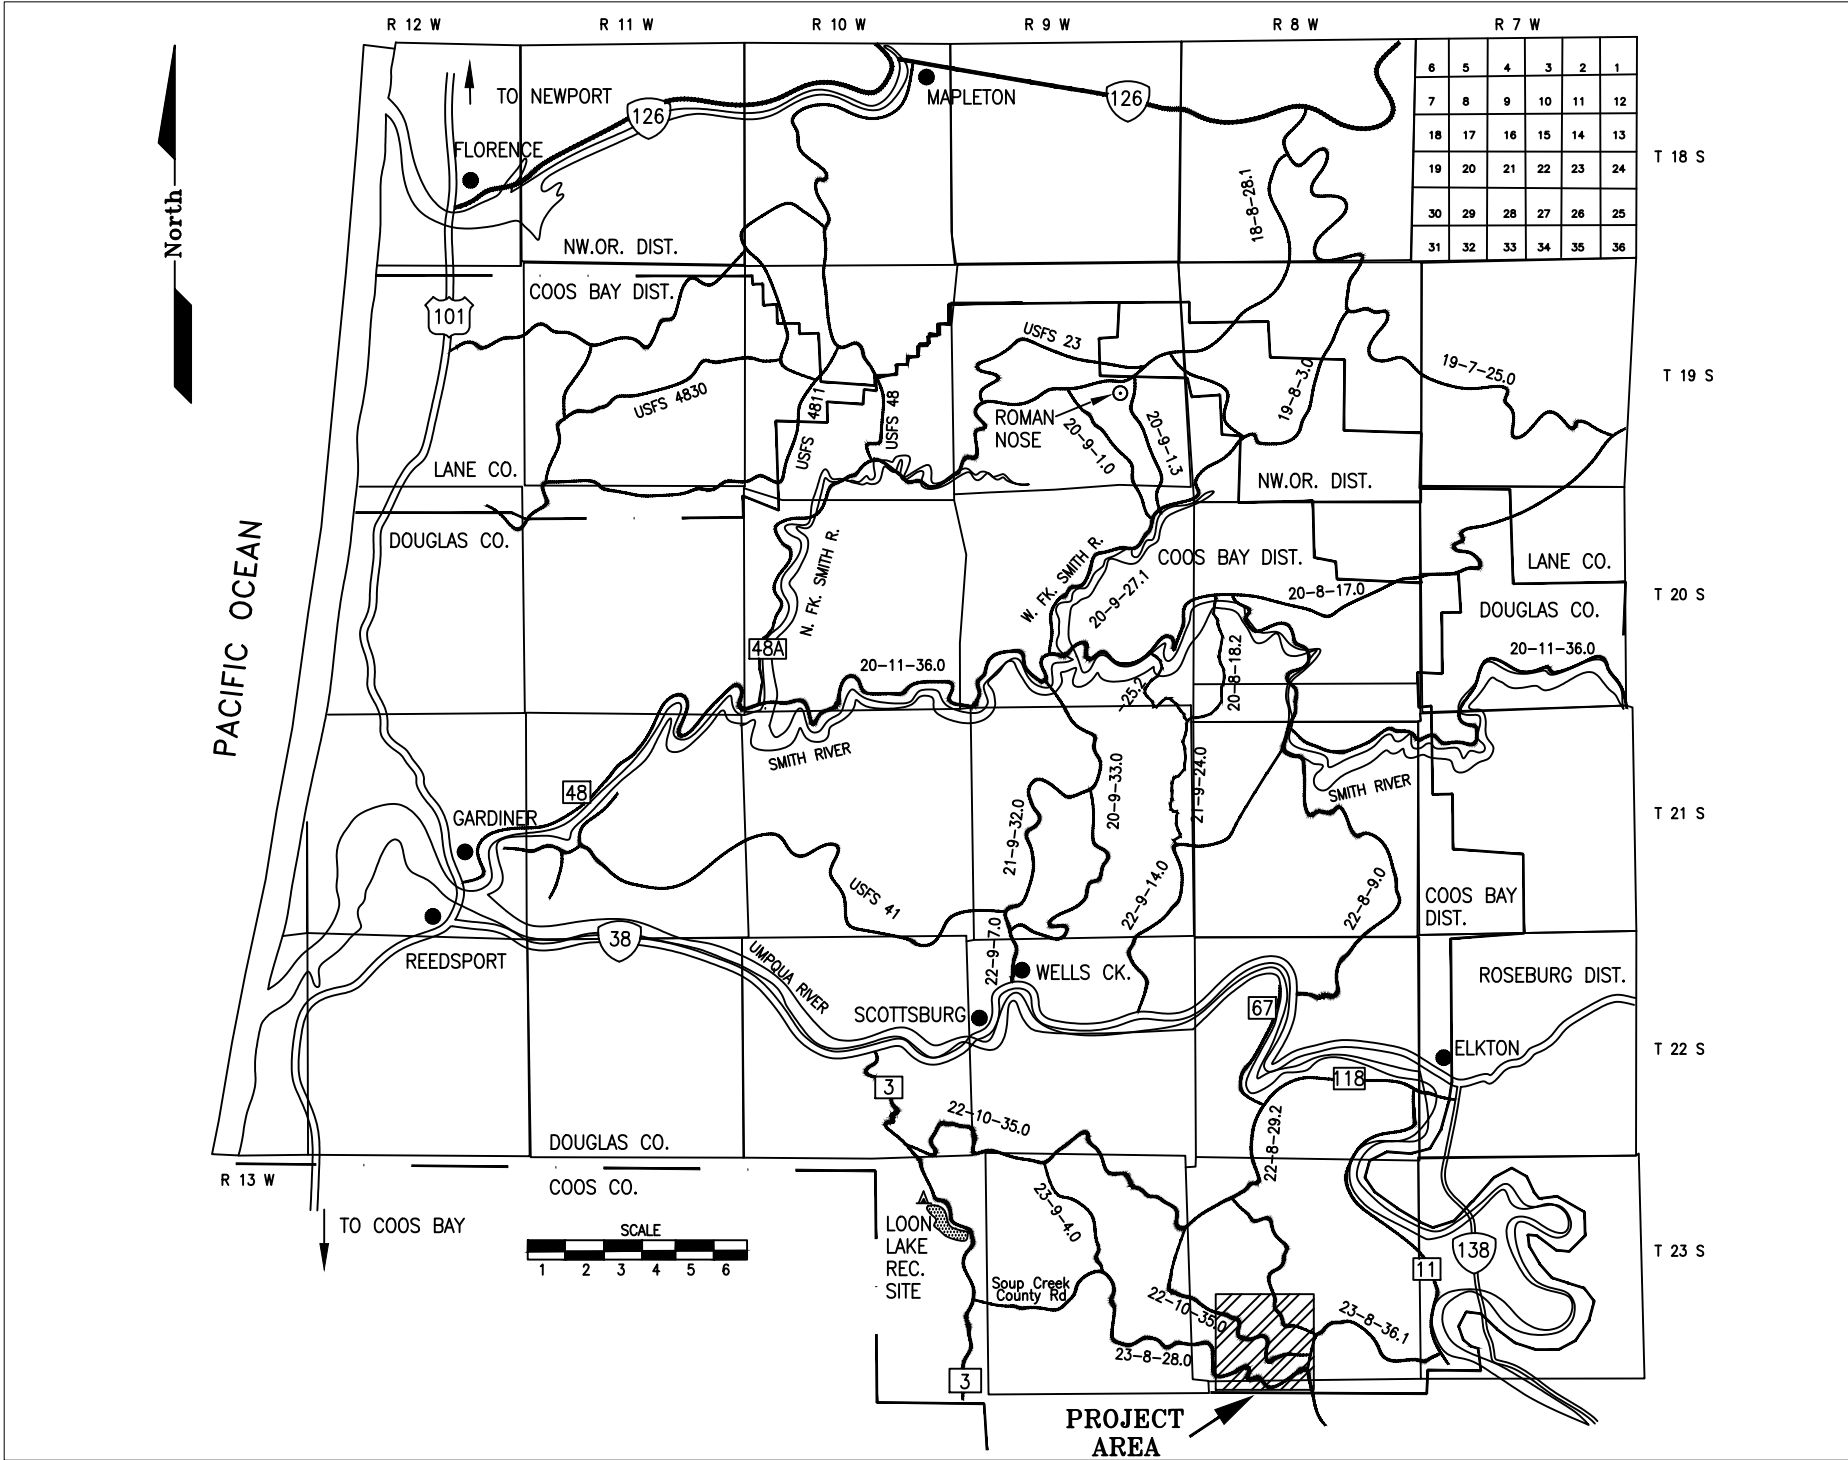 R 12 W
R 11 W
R 10 W
R 9 W
R 8 W
R 7 W
TO NEWPORT
126
MAPLETON
126
FLORENCE
North
NW.OR. DIST.
COOS BAY DIST.
18-8-28.1
6 5 4 3 2 1
7 8 9 10 11 12
18 17 16 15 14 13
19 20 21 22 23 24
30 29 28 27 26 25
31 32 33 34 35 36
T 18 S
101
USFS 23
19-7-25.0
T 19 S
USFS 4830
USFS 4811
USFS 48
ROMAN
NOSE
20-9-1.0
20-9-1.3
19-8-3.0
LANE CO.
NW.OR. DIST.
DOUGLAS CO.
PACIFIC OCEAN
N. FK. SMITH R.
W. FK. SMITH R.
20-9-27.1
COOS BAY DIST.
20-8-17.0
LANE CO.
DOUGLAS CO.
T 20 S
48A
20-11-36.0
20-8-18.2
20-11-36.0
-25.2
SMITH RIVER
48
GARDINER
21-9-32.0
20-9-33.0
21-9-24.0
SMITH RIVER
T 21 S
USFS 41
22-9-14.0
22-8-9.0
COOS BAY
DIST.
REEDSPORT
38
UMPQUA RIVER
22-9-7.0
WELLS CK.
ROSEBURG DIST.
SCOTTSBURG
67
ELKTON
T 22 S
3
118
22-10-35.0
22-8-29.2
DOUGLAS CO.
R 13 W
COOS CO.
TO COOS BAY
SCALE
1 2 3 4 5 6
LOON
LAKE
REC.
SITE
23-9-4.0
Soup Creek
County Rd
138
11
T 23 S
22-10-35.0
23-8-36.1
23-8-28.0
3
PROJECT
AREA